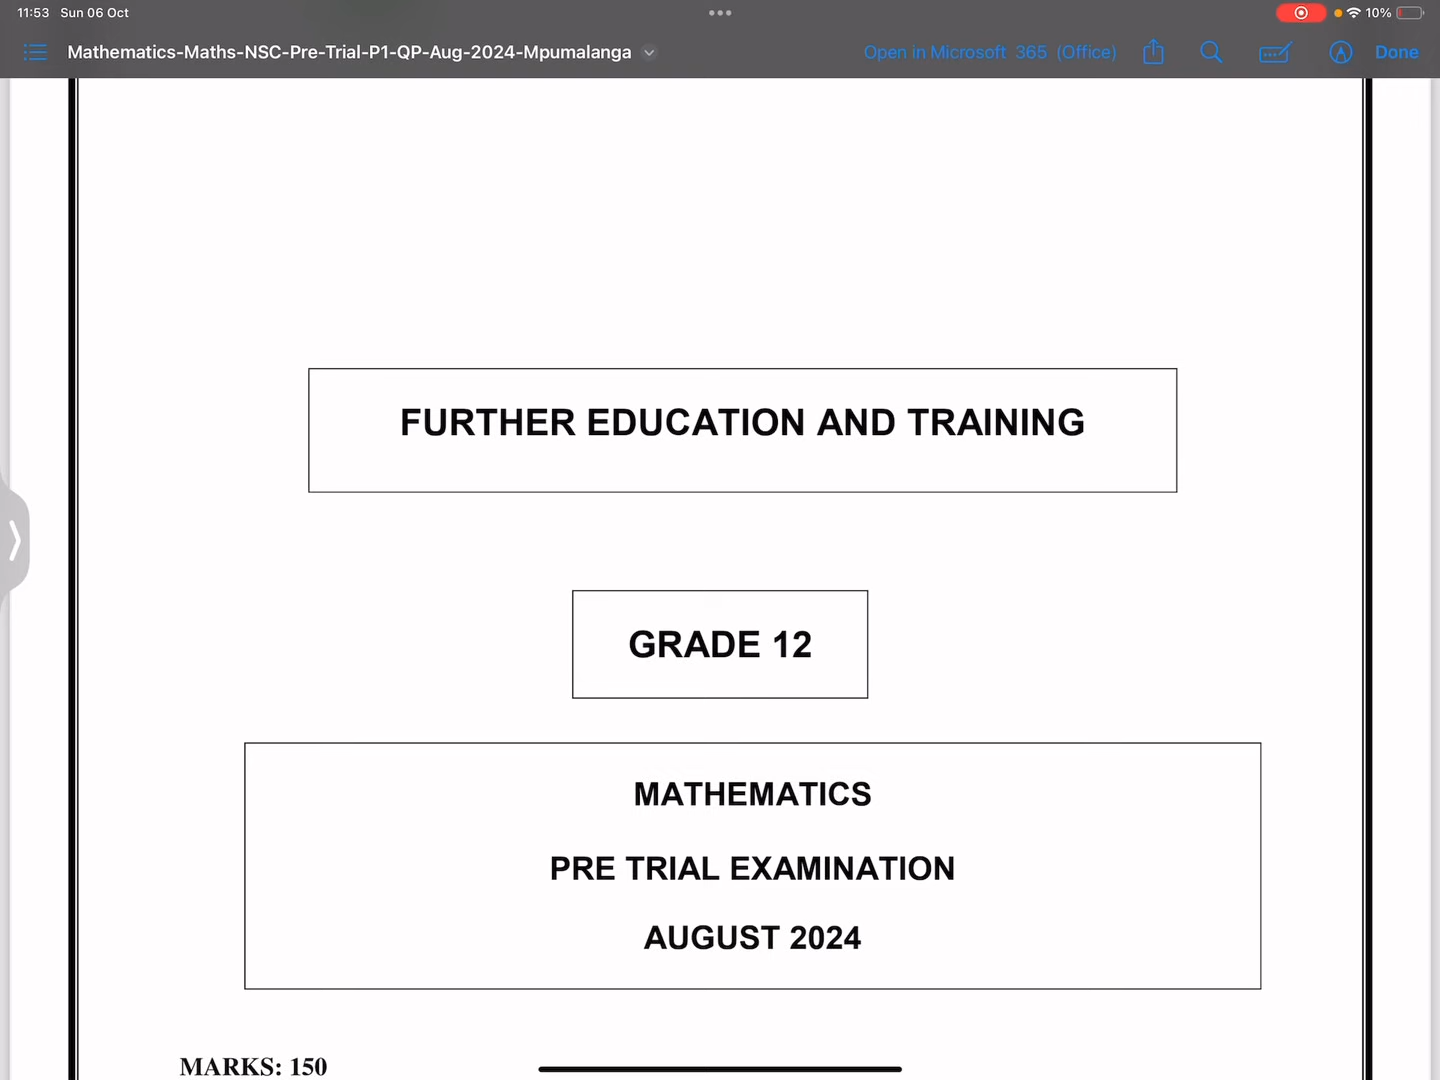 11:53 Sun 06 Oct
10%
Mathematics-Maths-NSC-Pre-Trial-P1-QP-Aug-2024-Mpumalanga
Open in Microsoft 365 (Office)
Done
FURTHER EDUCATION AND TRAINING
GRADE 12
MATHEMATICS
PRE TRIAL EXAMINATION
AUGUST 2024
MARKS: 150